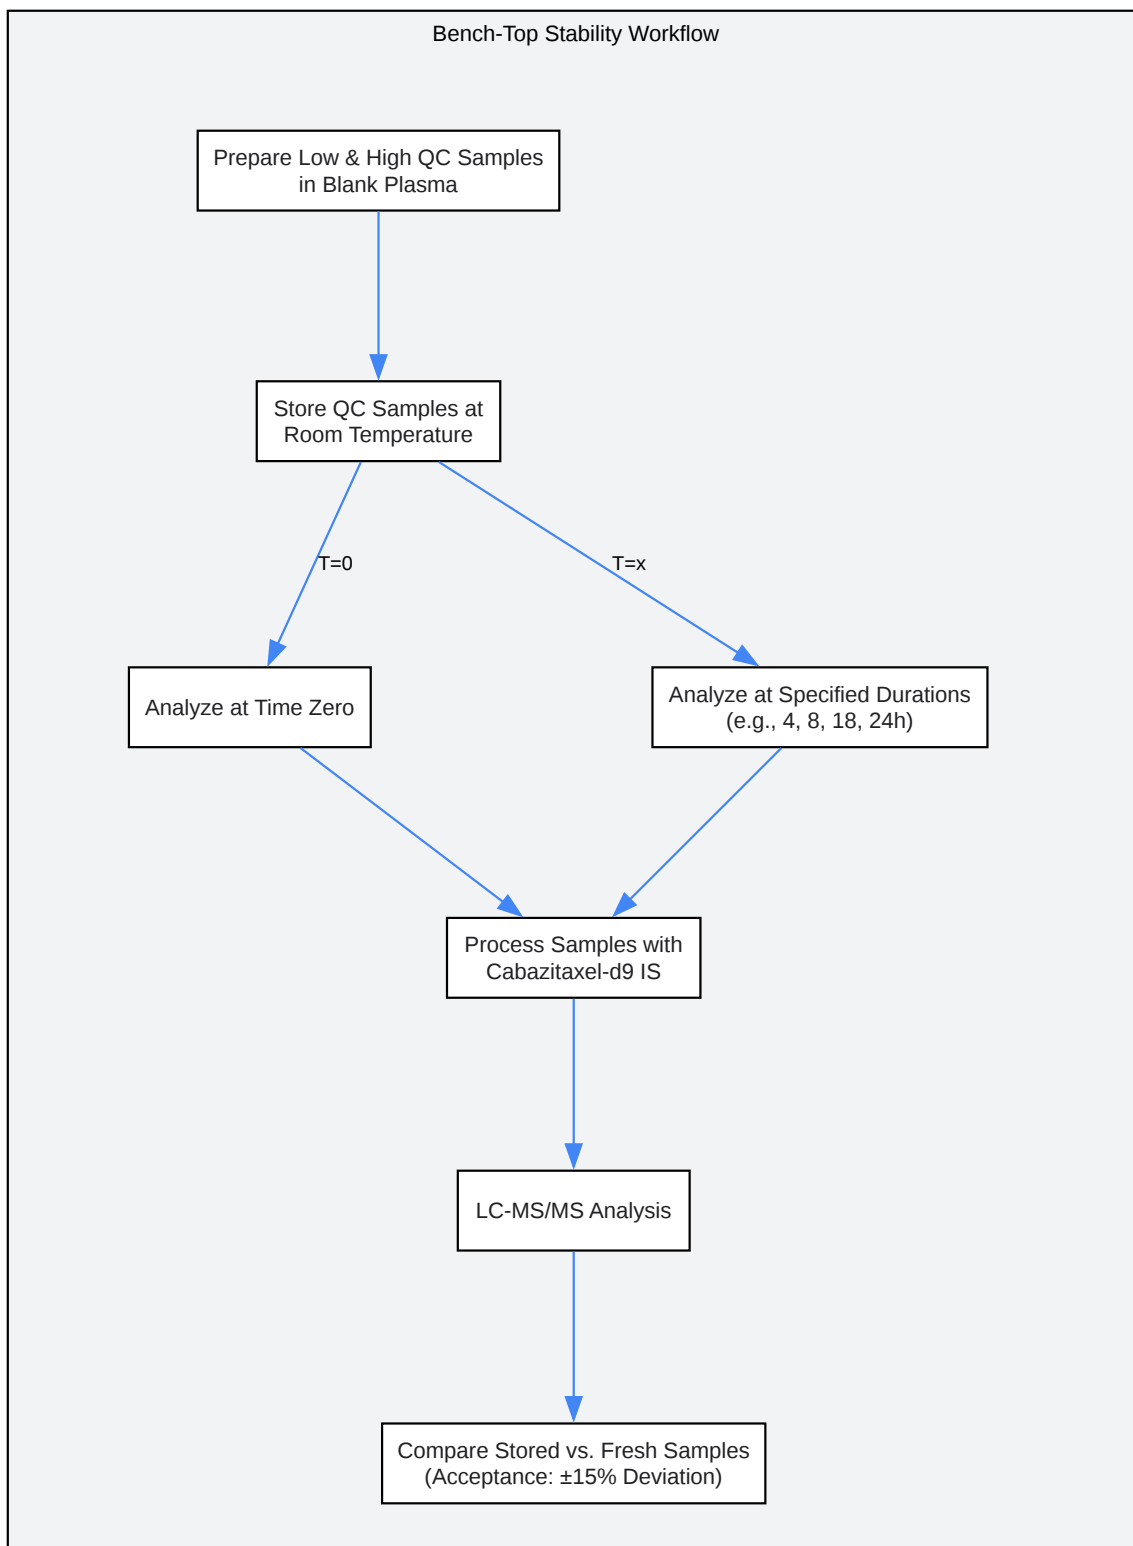 Bench-Top Stability Workflow
Prepare Low & High QC Samples
in Blank Plasma
Store QC Samples at
Room Temperature
T=0
T=x
Analyze at Time Zero
Analyze at Specified Durations
(e.g., 4, 8, 18, 24h)
Process Samples with
Cabazitaxel-d9 IS
LC-MS/MS Analysis
Compare Stored vs. Fresh Samples
(Acceptance: ±15% Deviation)